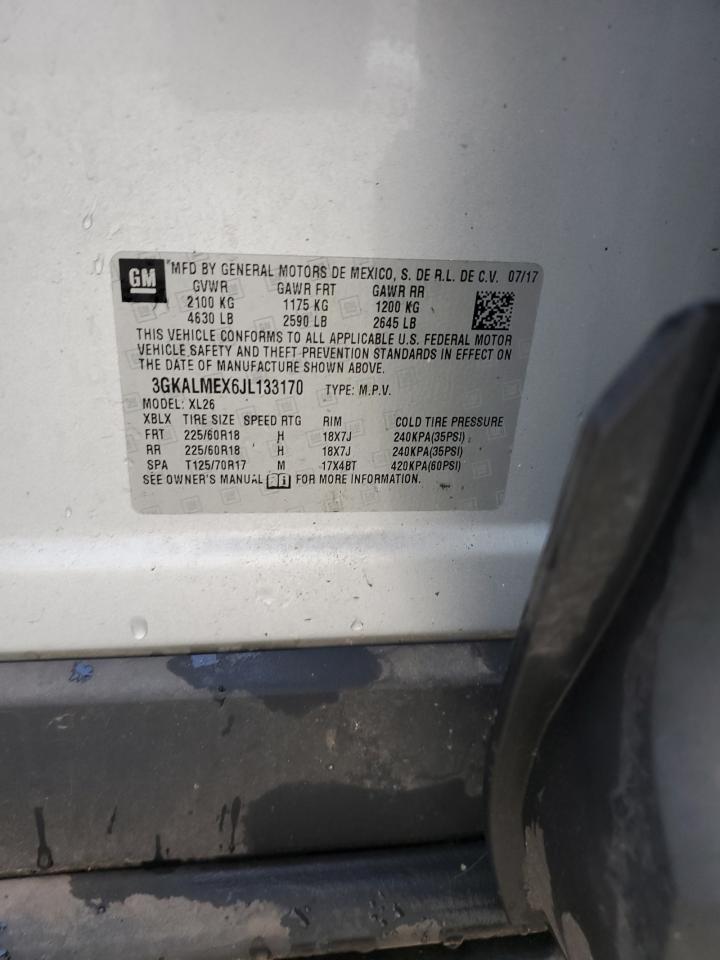 GM *MFD BY GENERAL MOTORS DE MEXICO, S. DE R.L. DE C.V. 07/17
GVWR GAWR FRT GAWR RR
2100 KG 1175 KG 1200 KG
4630 LB 2590 LB 2645 LB
THIS VEHICLE CONFORMS TO ALL APPLICABLE U.S. FEDERAL MOTOR
VEHICLE SAFETY AND THEFT PREVENTION STANDARDS IN EFFECT ON
THE DATE OF MANUFACTURE SHOWN ABOVE.
3GKALMEX6JL133170 TYPE: M.P.V.
MODEL: XL26
XBLX TIRE SIZE SPEED RTG RIM COLD TIRE PRESSURE
FRT 225/60R18 H 18X7J 240KPA(35PSI)
RR 225/60R18 H 18X7J 240KPA(35PSI)
SPA T125/70R17 M 17X4BT 420KPA(60PSI)
SEE OWNER'S MANUAL FOR MORE INFORMATION.